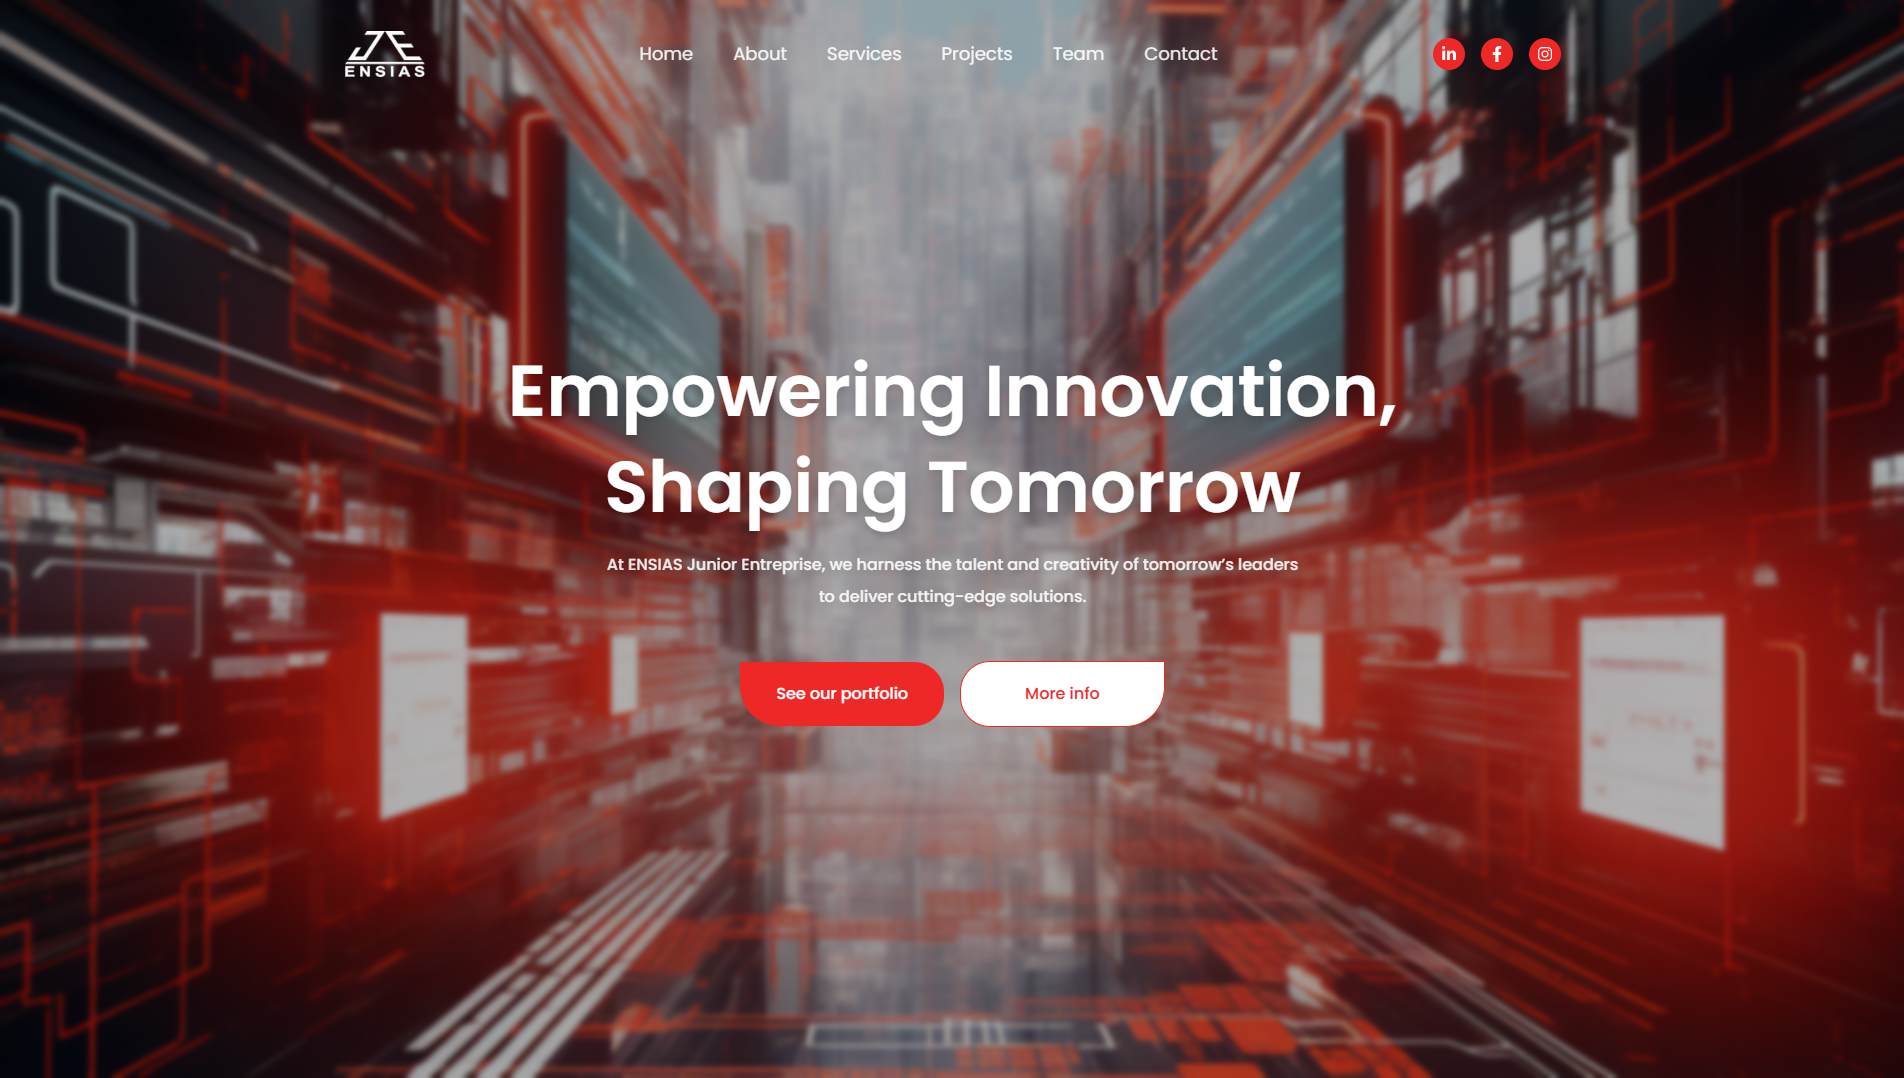 JE
ENSIAS
Home
About
Services
Projects
Team
Contact
in
f
Empowering Innovation,
Shaping Tomorrow
At ENSIAS Junior Entreprise, we harness the talent and creativity of tomorrow’s leaders
to deliver cutting-edge solutions.
See our portfolio
More info